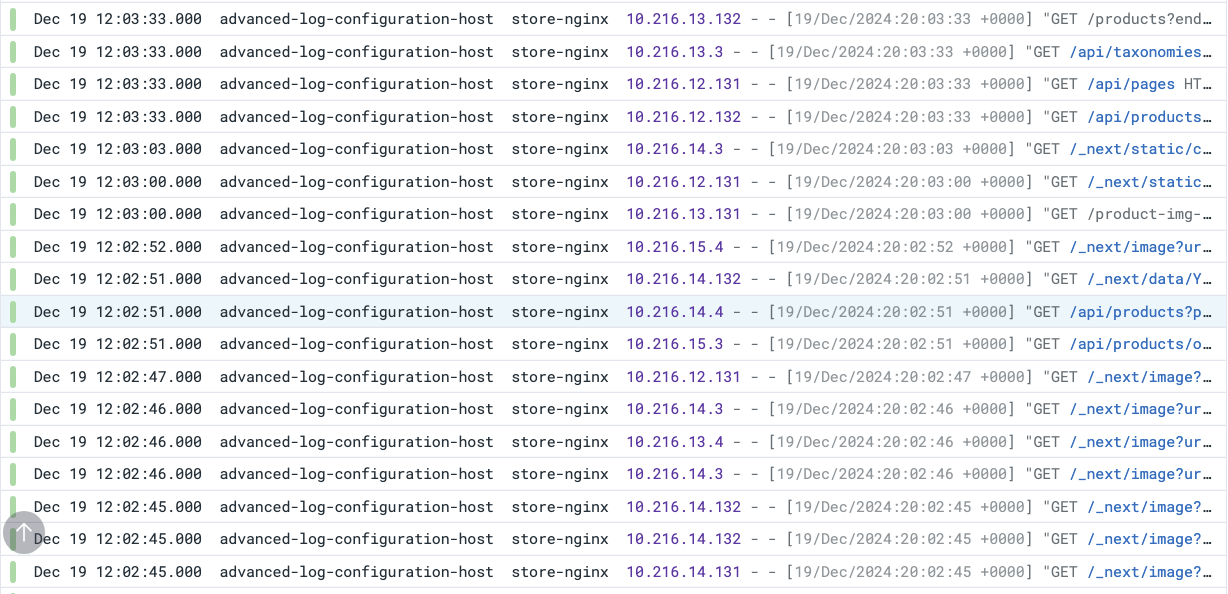 Dec 19 12:03:33.000 advanced-log-configuration-host store-nginx 10.216.13.132 - - [19/Dec/2024:20:03:33 +0000] "GET /products?end…
Dec 19 12:03:33.000 advanced-log-configuration-host store-nginx 10.216.13.3 - - [19/Dec/2024:20:03:33 +0000] "GET /api/taxonomies…
Dec 19 12:03:33.000 advanced-log-configuration-host store-nginx 10.216.12.131 - - [19/Dec/2024:20:03:33 +0000] "GET /api/pages HT…
Dec 19 12:03:33.000 advanced-log-configuration-host store-nginx 10.216.12.132 - - [19/Dec/2024:20:03:33 +0000] "GET /api/products…
Dec 19 12:03:03.000 advanced-log-configuration-host store-nginx 10.216.14.3 - - [19/Dec/2024:20:03:03 +0000] "GET /_next/static/c…
Dec 19 12:03:00.000 advanced-log-configuration-host store-nginx 10.216.12.131 - - [19/Dec/2024:20:03:00 +0000] "GET /_next/static…
Dec 19 12:03:00.000 advanced-log-configuration-host store-nginx 10.216.13.131 - - [19/Dec/2024:20:03:00 +0000] "GET /product-img-…
Dec 19 12:02:52.000 advanced-log-configuration-host store-nginx 10.216.15.4 - - [19/Dec/2024:20:02:52 +0000] "GET /_next/image?ur…
Dec 19 12:02:51.000 advanced-log-configuration-host store-nginx 10.216.14.132 - - [19/Dec/2024:20:02:51 +0000] "GET /_next/data/Y…
Dec 19 12:02:51.000 advanced-log-configuration-host store-nginx 10.216.14.4 - - [19/Dec/2024:20:02:51 +0000] "GET /api/products?p…
Dec 19 12:02:51.000 advanced-log-configuration-host store-nginx 10.216.15.3 - - [19/Dec/2024:20:02:51 +0000] "GET /api/products/o…
Dec 19 12:02:47.000 advanced-log-configuration-host store-nginx 10.216.12.131 - - [19/Dec/2024:20:02:47 +0000] "GET /_next/image?…
Dec 19 12:02:46.000 advanced-log-configuration-host store-nginx 10.216.14.3 - - [19/Dec/2024:20:02:46 +0000] "GET /_next/image?ur…
Dec 19 12:02:46.000 advanced-log-configuration-host store-nginx 10.216.13.4 - - [19/Dec/2024:20:02:46 +0000] "GET /_next/image?ur…
Dec 19 12:02:46.000 advanced-log-configuration-host store-nginx 10.216.14.3 - - [19/Dec/2024:20:02:46 +0000] "GET /_next/image?ur…
Dec 19 12:02:45.000 advanced-log-configuration-host store-nginx 10.216.14.132 - - [19/Dec/2024:20:02:45 +0000] "GET /_next/image?…
Dec 19 12:02:45.000 advanced-log-configuration-host store-nginx 10.216.14.132 - - [19/Dec/2024:20:02:45 +0000] "GET /_next/image?…
Dec 19 12:02:45.000 advanced-log-configuration-host store-nginx 10.216.14.131 - - [19/Dec/2024:20:02:45 +0000] "GET /_next/image?…